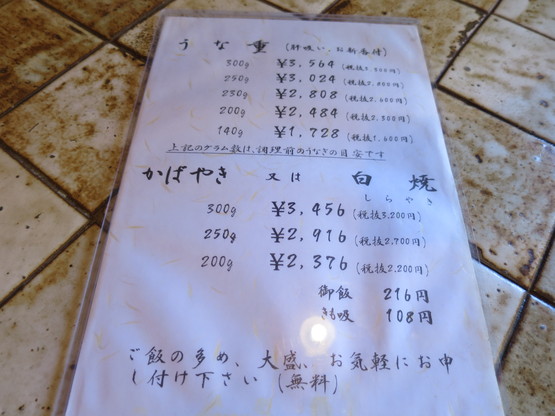 うな重 (肝吸い、お新香付)
300g ¥3,564 (税抜3,300円)
250g ¥3,024 (税抜2,800円)
230g ¥2,808 (税抜2,600円)
200g ¥2,484 (税抜2,300円)
140g ¥1,728 (税抜1,600円)
上記のグラム数は、調理前のうなぎの目安です
かばやき 又は 白焼
しらやき
300g ¥3,456 (税抜3,200円)
250g ¥2,916 (税抜2,700円)
200g ¥2,376 (税抜2,200円)
御飯 216円
きも吸 108円
ご飯の多め、大盛、お気軽にお申
し付け下さい (無料)